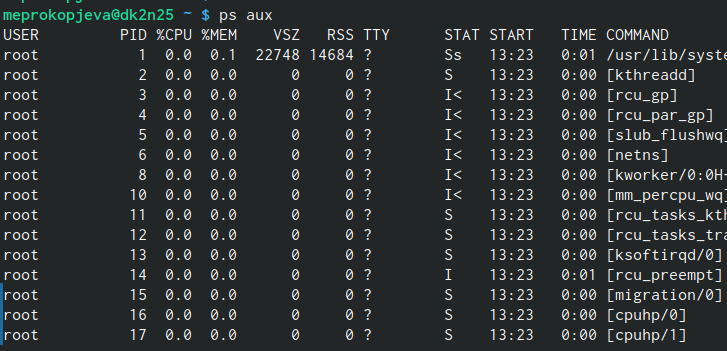 meprokopjeva@dk2n25 ~ $ ps aux
USER PID %CPU %MEM VSZ RSS TTY STAT START TIME COMMAND
root 1 0.0 0.1 22748 14684 ? Ss 13:23 0:01 /usr/lib/syste
root 2 0.0 0.0 0 0 ? S 13:23 0:00 [kthreadd]
root 3 0.0 0.0 0 0 ? I< 13:23 0:00 [rcu_gp]
root 4 0.0 0.0 0 0 ? I< 13:23 0:00 [rcu_par_gp]
root 5 0.0 0.0 0 0 ? I< 13:23 0:00 [slub_flushwq]
root 6 0.0 0.0 0 0 ? I< 13:23 0:00 [netns]
root 8 0.0 0.0 0 0 ? I< 13:23 0:00 [kworker/0:0H-
root 10 0.0 0.0 0 0 ? I< 13:23 0:00 [mm_percpu_wq]
root 11 0.0 0.0 0 0 ? S 13:23 0:00 [rcu_tasks_kth
root 12 0.0 0.0 0 0 ? S 13:23 0:00 [rcu_tasks_tra
root 13 0.0 0.0 0 0 ? S 13:23 0:00 [ksoftirqd/0]
root 14 0.0 0.0 0 0 ? I 13:23 0:01 [rcu_preempt]
root 15 0.0 0.0 0 0 ? S 13:23 0:00 [migration/0]
root 16 0.0 0.0 0 0 ? S 13:23 0:00 [cpuhp/0]
root 17 0.0 0.0 0 0 ? S 13:23 0:00 [cpuhp/1]